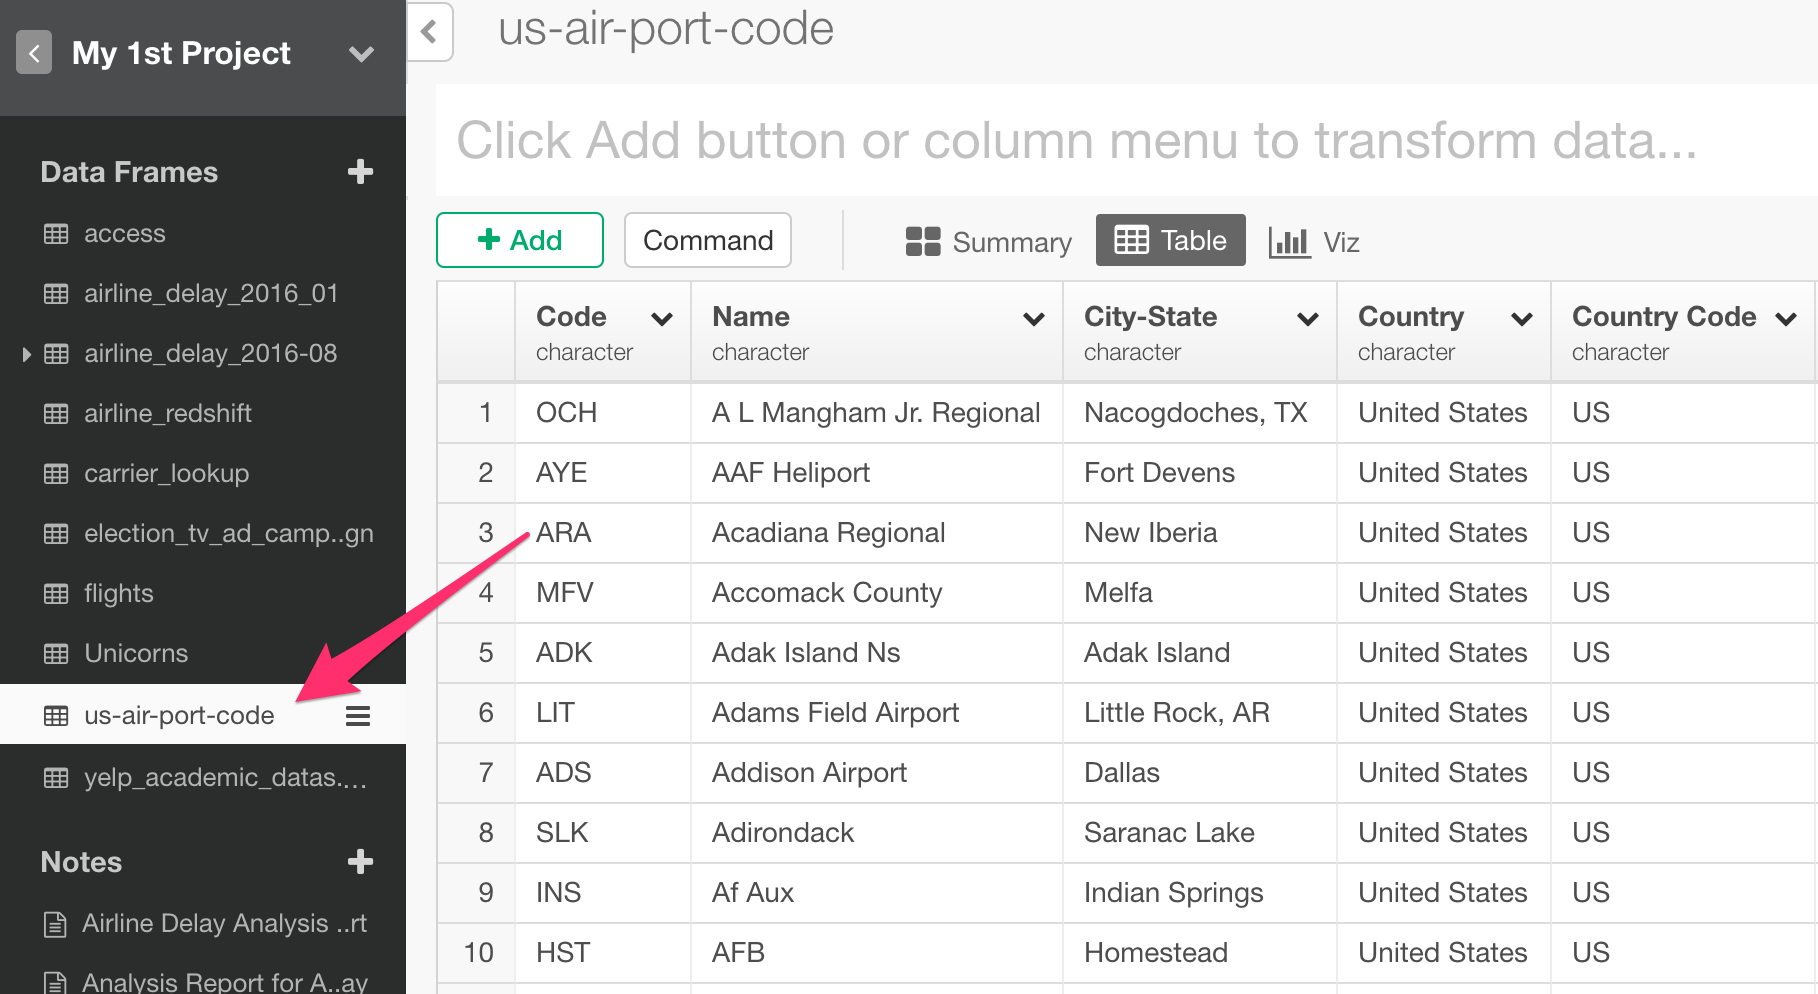 My 1st Project
Data Frames
access
airline_delay_2016_01
airline_delay_2016-08
airline_redshift
carrier_lookup
election_tv_ad_camp..gn
flights
Unicorns
us-air-port-code
yelp_academic_datas.…
Notes
Airline Delay Analysis ..rt
Analysis Report for A..ay
us-air-port-code
Click Add button or column menu to transform data...
Add Command Summary Table Viz
Code Name City-State Country Country Code
character character character character character
1 OCH A L Mangham Jr. Regional Nacogdoches, TX United States US
2 AYE AAF Heliport Fort Devens United States US
3 ARA Acadiana Regional New Iberia United States US
4 MFV Accomack County Melfa United States US
5 ADK Adak Island Ns Adak Island United States US
6 LIT Adams Field Airport Little Rock, AR United States US
7 ADS Addison Airport Dallas United States US
8 SLK Adirondack Saranac Lake United States US
9 INS Af Aux Indian Springs United States US
10 HST AFB Homestead United States US